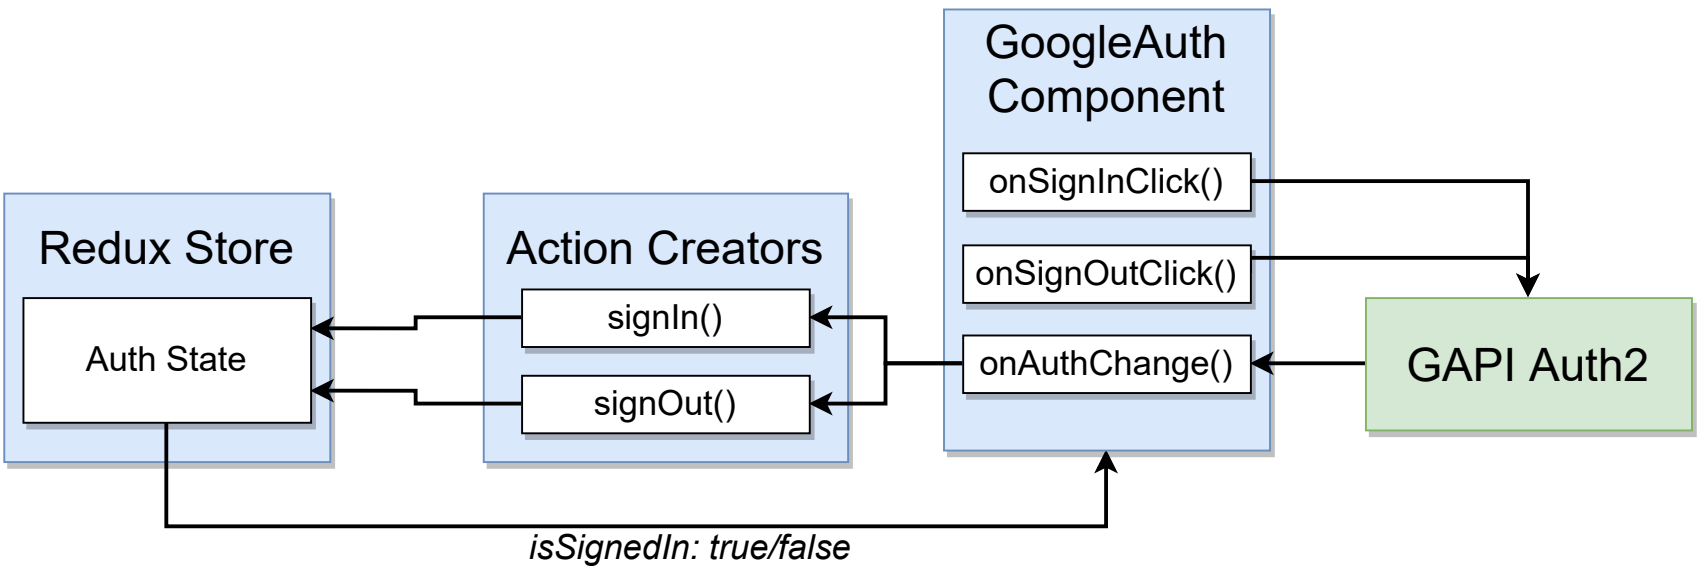 Redux Store
Auth State
Action Creators
signIn()
signOut()
GoogleAuth
Component
onSignInClick()
onSignOutClick()
onAuthChange()
GAPI Auth2
isSignedIn: true/false